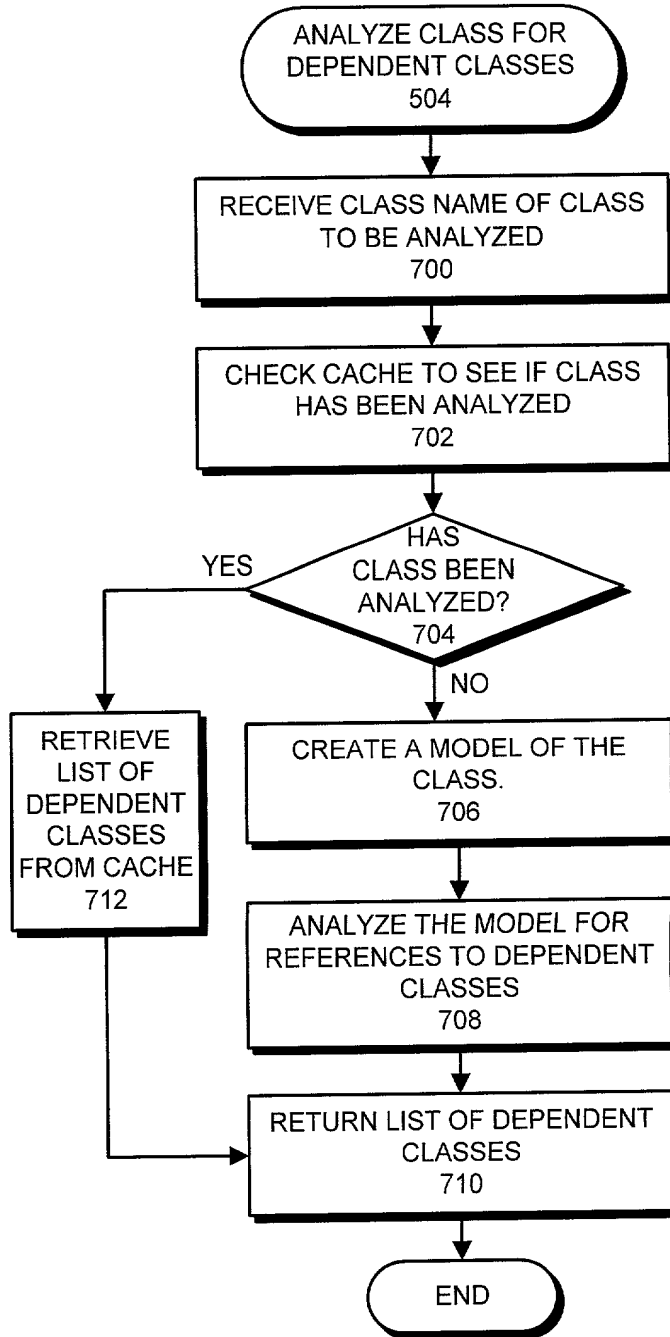 ANALYZE CLASS FOR
DEPENDENT CLASSES
504
RECEIVE CLASS NAME OF CLASS
TO BE ANALYZED
700
CHECK CACHE TO SEE IF CLASS
HAS BEEN ANALYZED
702
HAS
CLASS BEEN
ANALYZED?
704
YES
NO
RETRIEVE
LIST OF
DEPENDENT
CLASSES
FROM CACHE
712
CREATE A MODEL OF THE
CLASS.
706
ANALYZE THE MODEL FOR
REFERENCES TO DEPENDENT
CLASSES
708
RETURN LIST OF DEPENDENT
CLASSES
710
END